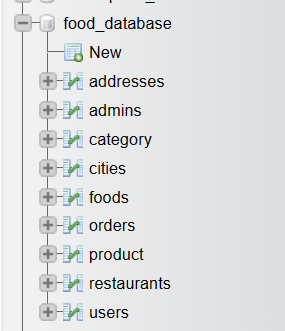 food_database
New
addresses
admins
category
cities
foods
orders
product
restaurants
users